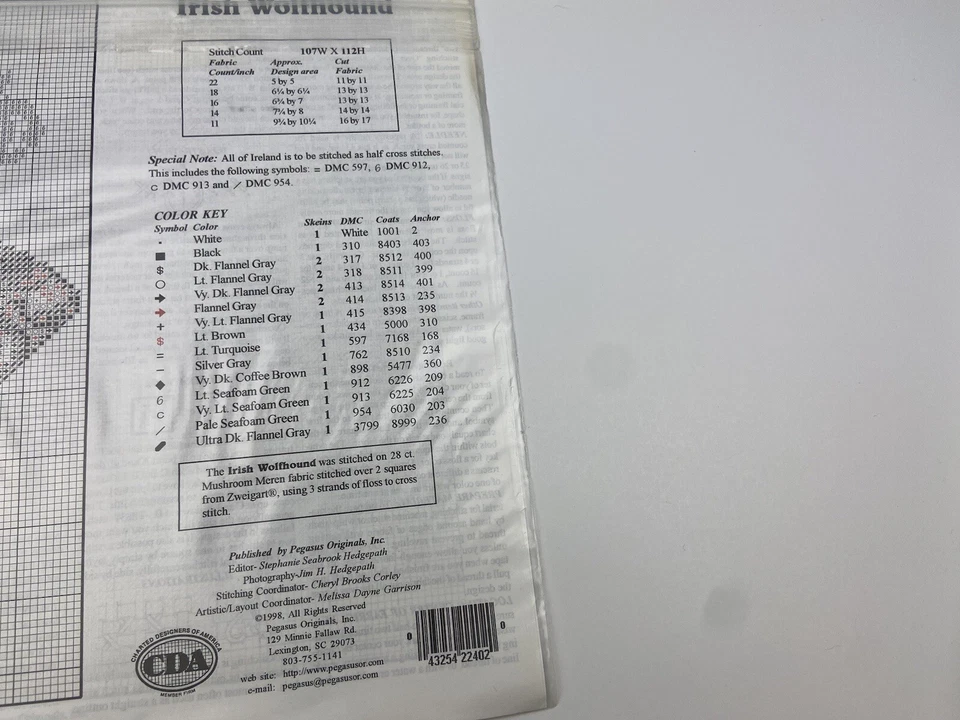 Irish Wolfhound
Stitch Count 107W X 112H
Fabric Approx. Cut
Count/inch Design area Fabric
22 5 by 5 11 by 11
18 6¼ by 6¼ 13 by 13
16 6¾ by 7 13 by 13
14 7¾ by 8 14 by 14
11 9¾ by 10¼ 16 by 17
Special Note: All of Ireland is to be stitched as half cross stitches.
This includes the following symbols: = DMC 597, 6 DMC 912,
c DMC 913 and / DMC 954.
COLOR KEY
Symbol Color Skeins DMC Coats Anchor
· White 1 White 1001 2
■ Black 1 310 8403 403
$ Dk. Flannel Gray 2 317 8512 400
○ Lt. Flannel Gray 2 318 8511 399
➔ Vy. Dk. Flannel Gray 2 413 8514 401
➔ Flannel Gray 2 414 8513 235
+ Vy. Lt. Flannel Gray 1 415 8398 398
$ Lt. Brown 1 434 5000 310
= Lt. Turquoise 1 597 7168 168
– Silver Gray 1 762 8510 234
◆ Vy. Dk. Coffee Brown 1 898 5477 360
6 Lt. Seafoam Green 1 912 6226 209
c Vy. Lt. Seafoam Green 1 913 6225 204
/ Pale Seafoam Green 1 954 6030 203
Ultra Dk. Flannel Gray 1 3799 8999 236
The Irish Wolfhound was stitched on 28 ct.
Mushroom Meren fabric stitched over 2 squares
from Zweigart®, using 3 strands of floss to cross
stitch.
Published by Pegasus Originals, Inc.
Editor- Stephanie Seabrook Hedgepath
Photography-Jim H. Hedgepath
Stitching Coordinator- Cheryl Brooks Corley
Artistic/Layout Coordinator- Melissa Dayne Garrison
©1998, All Rights Reserved
Pegasus Originals, Inc.
129 Minnie Fallaw Rd.
Lexington, SC 29073
803-755-1141
web site: http://www.pegasusor.com
e-mail: pegasus@pegasusor.com
CHARTED DESIGNERS OF AMERICA
CDA
MEMBER FIRM
0 43254 22402 0